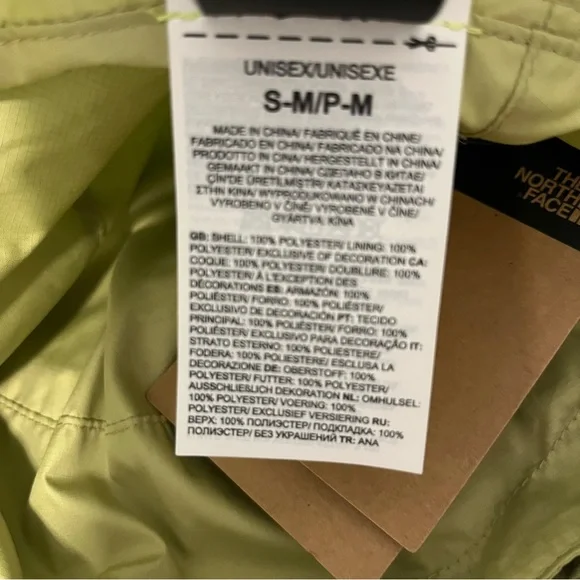 UNISEX/UNISEXE
S-M/P-M
MADE IN CHINA/ FABRIQUÉ EN CHINE/
FABRICADO EN CHINA/ FABRICADO NA CHINA/
PRODOTTO IN CINA/ HERGESTELLT IN CHINA/
GEMAAKT IN CHINA/ СДЕЛАНО В КИТАЕ/
ÇİN'DE ÜRETİLMİŞTİR/ ΚΑΤΑΣΚΕΥΑΖΕΤΑΙ
ΣΤΗΝ ΚΙΝΑ/ WYPRODUKOWANO W CHINACH/
VYROBENO V ČÍNĚ/ VYROBENÉ V ČÍNE/
GYÁRTVA: KÍNA
GB: SHELL: 100% POLYESTER/ LINING: 100%
POLYESTER/ EXCLUSIVE OF DECORATION CA:
COQUE: 100% POLYESTER/ DOUBLURE: 100%
POLYESTER/ À L'EXCEPTION DES
DÉCORATIONS ES: ARMAZÓN: 100%
POLIÉSTER/ FORRO: 100% POLIÉSTER/
EXCLUSIVO DE DECORACIÓN PT: TECIDO
PRINCIPAL: 100% POLIÉSTER/ FORRO: 100%
POLIÉSTER/ EXCLUSIVO PARA DECORAÇÃO IT:
STRATO ESTERNO: 100% POLIESTERE/
FODERA: 100% POLIESTERE/ ESCLUSA LA
DECORAZIONE DE: OBERSTOFF: 100%
POLYESTER/ FUTTER: 100% POLYESTER/
AUSSCHLIEßLICH DEKORATION NL: OMHULSEL:
100% POLYESTER/ VOERING: 100%
POLYESTER/ EXCLUSIEF VERSIERING RU:
ВЕРХ: 100% ПОЛИЭСТЕР/ ПОДКЛАДКА: 100%
ПОЛИЭСТЕР/ БЕЗ УКРАШЕНИЙ TR: ANA
THE
NORTH
FACE